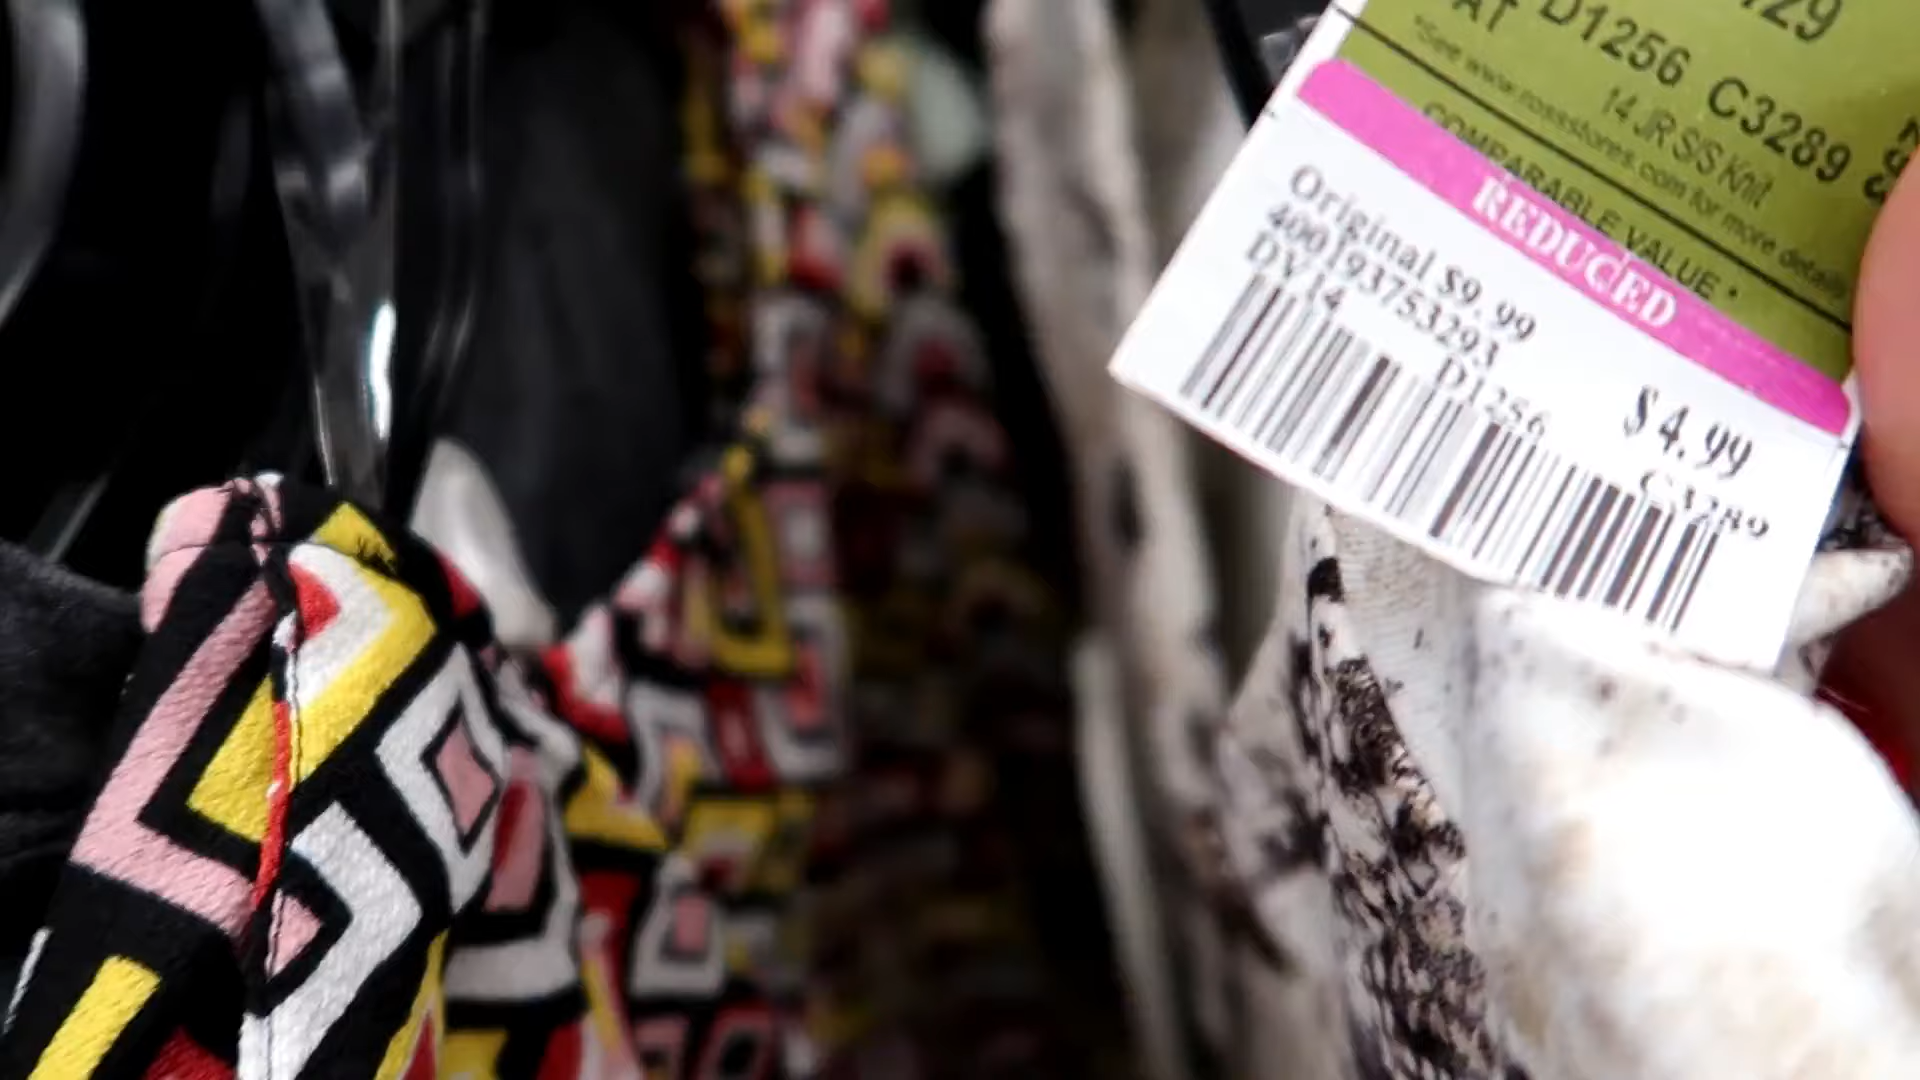 D1256 C3289
*See www.rossstores.com for more details
14 JR S/S Knit
COMPARABLE VALUE *
REDUCED
Original $9.99
400193753293
DV14 D1256 C3289
$4.99